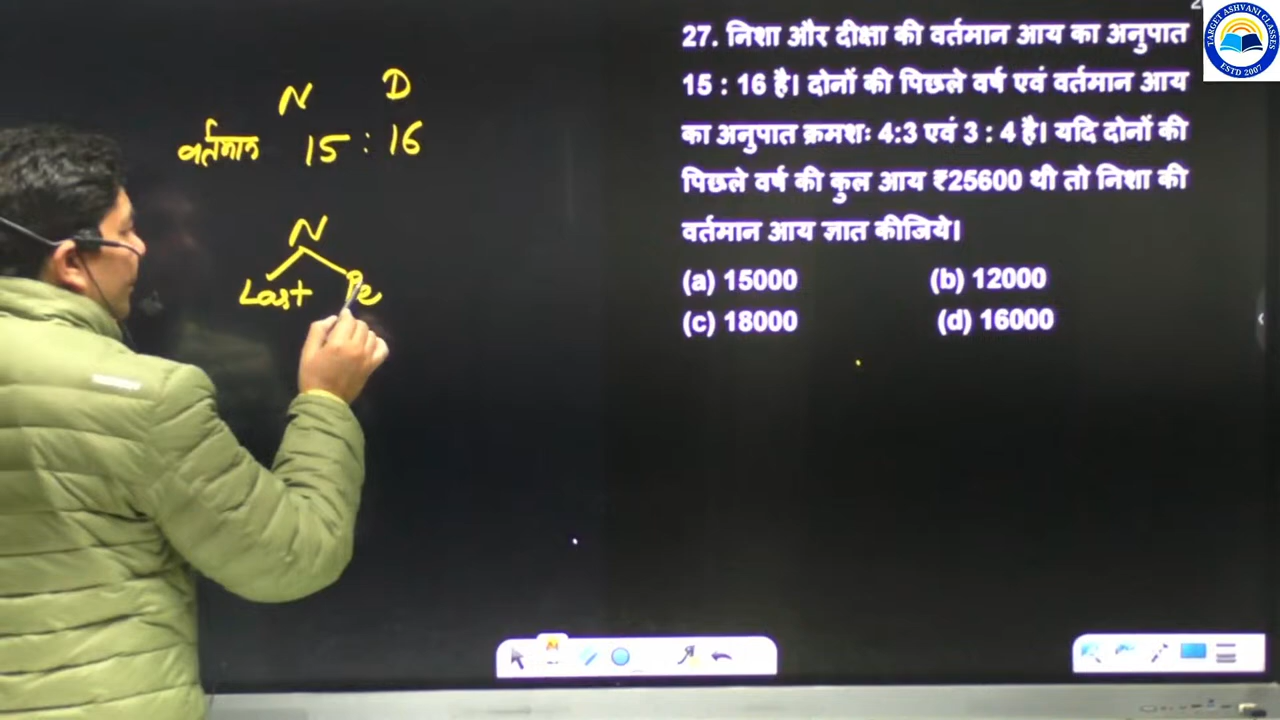 N D
वर्तमान 15 : 16
N
Last Pe
27. निशा और दीक्षा की वर्तमान आय का अनुपात
15 : 16 है। दोनों की पिछले वर्ष एवं वर्तमान आय
का अनुपात क्रमशः 4:3 एवं 3 : 4 है। यदि दोनों की
पिछले वर्ष की कुल आय ₹25600 थी तो निशा की
वर्तमान आय ज्ञात कीजिये।
(a) 15000 (b) 12000
(c) 18000 (d) 16000
TARGET ASHVANI CLASSES
ESTD 2007